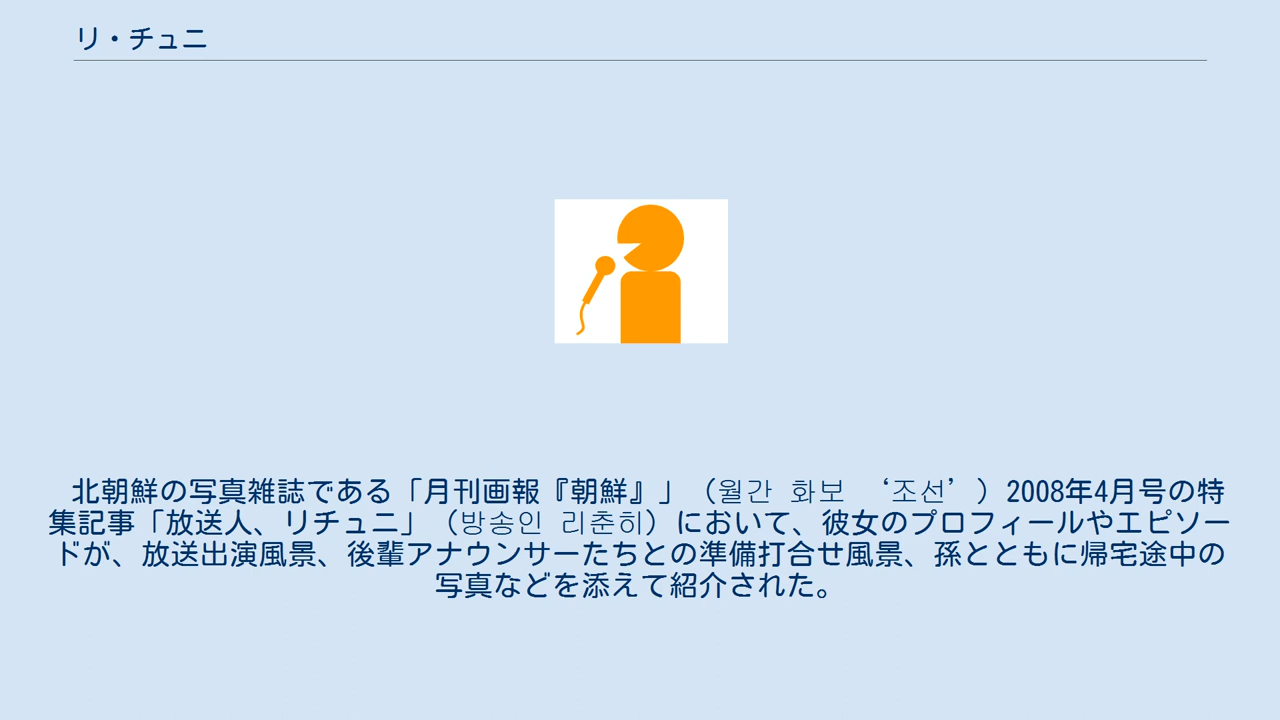 リ・チュニ
北朝鮮の写真雑誌である「月刊画報『朝鮮』」（월간 화보 ‘조선’）2008年4月号の特
集記事「放送人、リチュニ」（방송인 리춘히）において、彼女のプロフィールやエピソー
ドが、放送出演風景、後輩アナウンサーたちとの準備打合せ風景、孫とともに帰宅途中の
写真などを添えて紹介された。